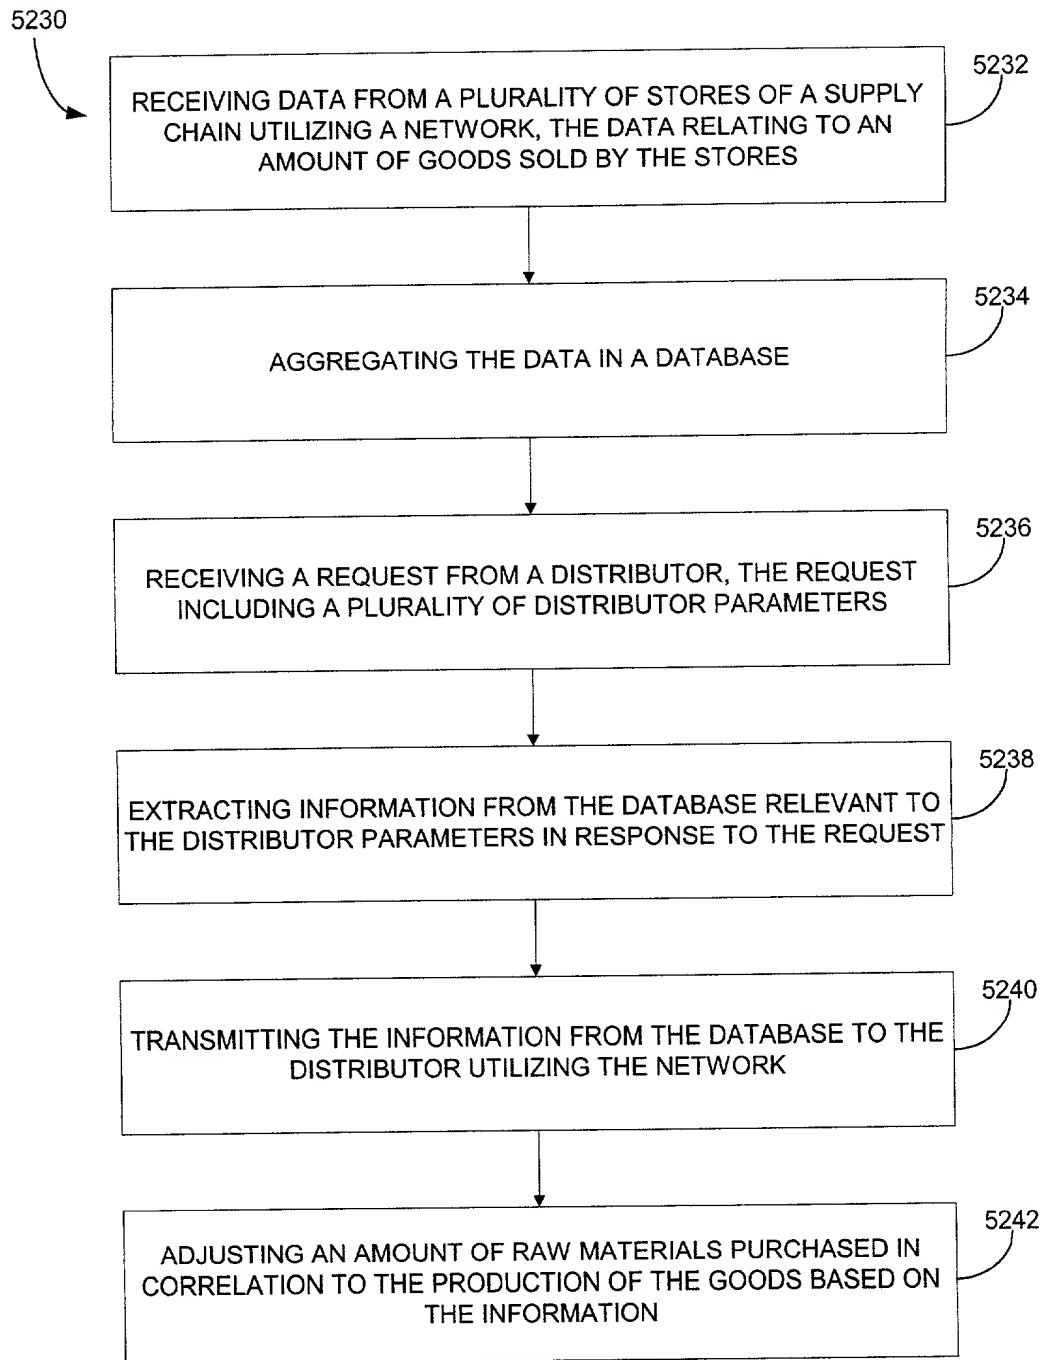 5230
5232
RECEIVING DATA FROM A PLURALITY OF STORES OF A SUPPLY
CHAIN UTILIZING A NETWORK, THE DATA RELATING TO AN
AMOUNT OF GOODS SOLD BY THE STORES
5234
AGGREGATING THE DATA IN A DATABASE
5236
RECEIVING A REQUEST FROM A DISTRIBUTOR, THE REQUEST
INCLUDING A PLURALITY OF DISTRIBUTOR PARAMETERS
5238
EXTRACTING INFORMATION FROM THE DATABASE RELEVANT TO
THE DISTRIBUTOR PARAMETERS IN RESPONSE TO THE REQUEST
5240
TRANSMITTING THE INFORMATION FROM THE DATABASE TO THE
DISTRIBUTOR UTILIZING THE NETWORK
5242
ADJUSTING AN AMOUNT OF RAW MATERIALS PURCHASED IN
CORRELATION TO THE PRODUCTION OF THE GOODS BASED ON
THE INFORMATION